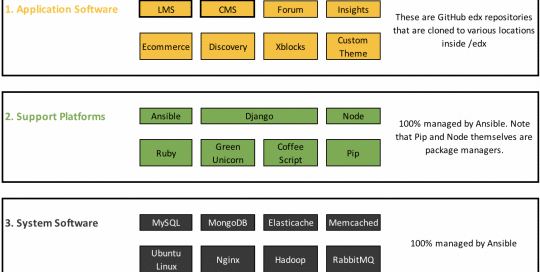 1. Application Software
LMS
CMS
Forum
Insights
Ecommerce
Discovery
Xblocks
Custom
Theme
These are GitHub edx repositories
that are cloned to various locations
inside /edx
2. Support Platforms
Ansible
Django
Node
Ruby
Green
Unicorn
Coffee
Script
Pip
100% managed by Ansible. Note
that Pip and Node themselves are
package managers.
3. System Software
MySQL
MongoDB
Elasticache
Memcached
Ubuntu
Linux
Nginx
Hadoop
RabbitMQ
100% managed by Ansible